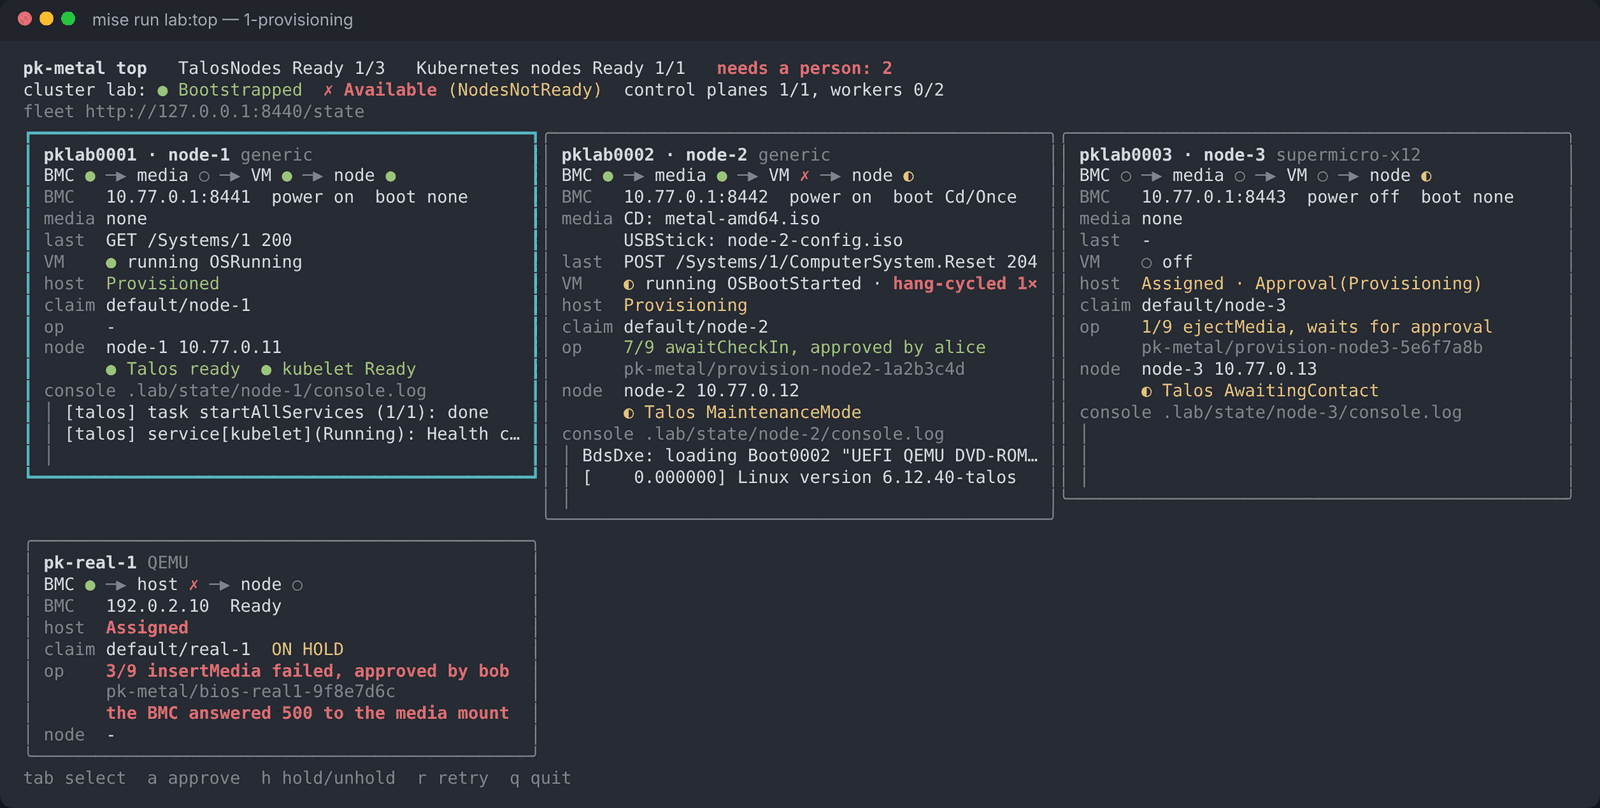 mise run lab:top — 1-provisioning
pk-metal top TalosNodes Ready 1/3 Kubernetes nodes Ready 1/1 needs a person: 2
cluster lab: ● Bootstrapped ✗ Available (NodesNotReady) control planes 1/1, workers 0/2
fleet http://127.0.0.1:8440/state
pklab0001 · node-1 generic
BMC ● —▸ media ○ —▸ VM ● —▸ node ●
BMC 10.77.0.1:8441 power on boot none
media none
last GET /Systems/1 200
VM ● running OSRunning
host Provisioned
claim default/node-1
op -
node node-1 10.77.0.11
● Talos ready ● kubelet Ready
console .lab/state/node-1/console.log
[talos] task startAllServices (1/1): done
[talos] service[kubelet](Running): Health c…
pklab0002 · node-2 generic
BMC ● —▸ media ● —▸ VM ✗ —▸ node ◐
BMC 10.77.0.1:8442 power on boot Cd/Once
media CD: metal-amd64.iso
USBStick: node-2-config.iso
last POST /Systems/1/ComputerSystem.Reset 204
VM ◐ running OSBootStarted · hang-cycled 1×
host Provisioning
claim default/node-2
op 7/9 awaitCheckIn, approved by alice
pk-metal/provision-node2-1a2b3c4d
node node-2 10.77.0.12
◐ Talos MaintenanceMode
console .lab/state/node-2/console.log
BdsDxe: loading Boot0002 "UEFI QEMU DVD-ROM…
[    0.000000] Linux version 6.12.40-talos
pklab0003 · node-3 supermicro-x12
BMC ○ —▸ media ○ —▸ VM ○ —▸ node ◐
BMC 10.77.0.1:8443 power off boot none
media none
last -
VM ○ off
host Assigned · Approval(Provisioning)
claim default/node-3
op 1/9 ejectMedia, waits for approval
pk-metal/provision-node3-5e6f7a8b
node node-3 10.77.0.13
◐ Talos AwaitingContact
console .lab/state/node-3/console.log
pk-real-1 QEMU
BMC ● —▸ host ✗ —▸ node ○
BMC 192.0.2.10 Ready
host Assigned
claim default/real-1 ON HOLD
op 3/9 insertMedia failed, approved by bob
pk-metal/bios-real1-9f8e7d6c
the BMC answered 500 to the media mount
node -
tab select a approve h hold/unhold r retry q quit